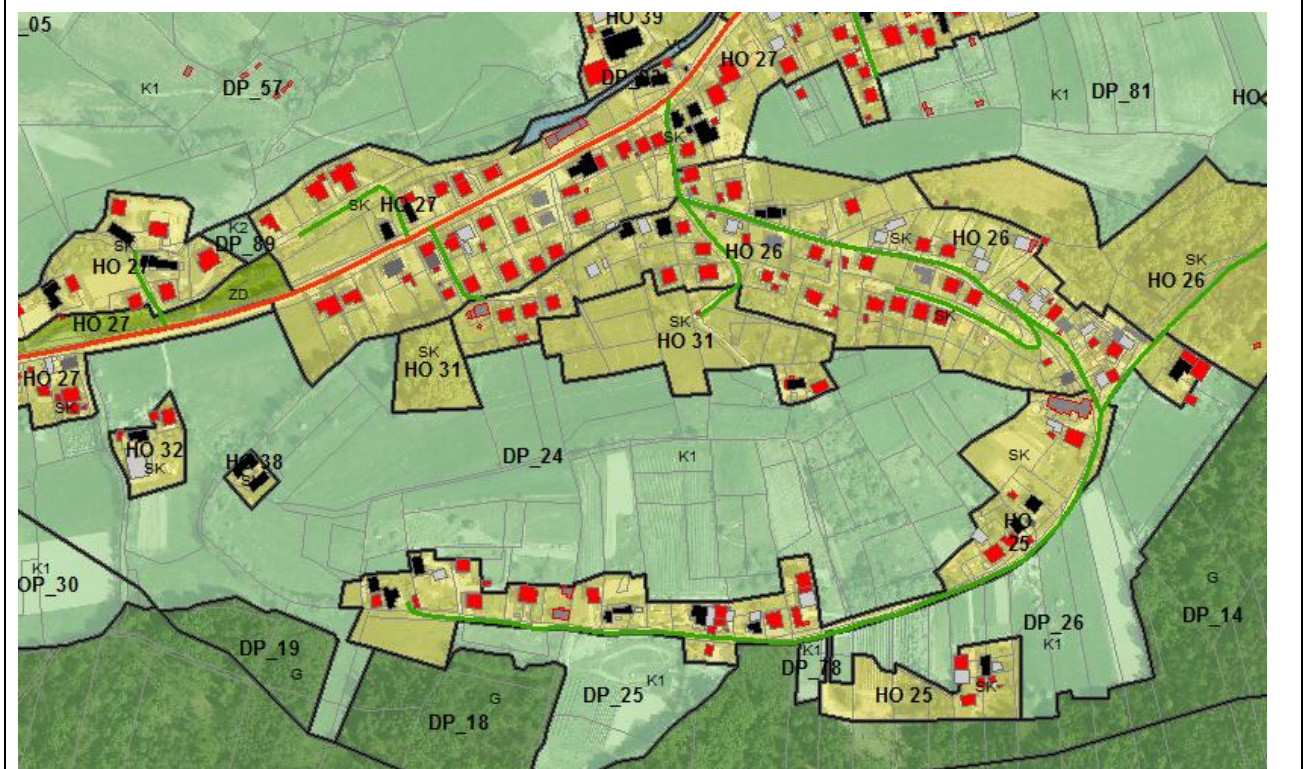 _05
HO 39
HO 27
K1
DP_57
K1
DP_81
HO
SK
SK
HO 27
K2
DP_89
SK
HO 27
HO 26
SK
HO 26
SK
HO 26
ZD
HO 27
SK
HO 31
SK
HO 31
SK
HO 27
SK
HO 32
SK
HO 38
DP_24
K1
SK
HO
25
K1
OP_30
G
DP_14
DP_19
G
DP_26
K1
K1
DP_78
G
DP_18
DP_25
K1
HO 25
SK